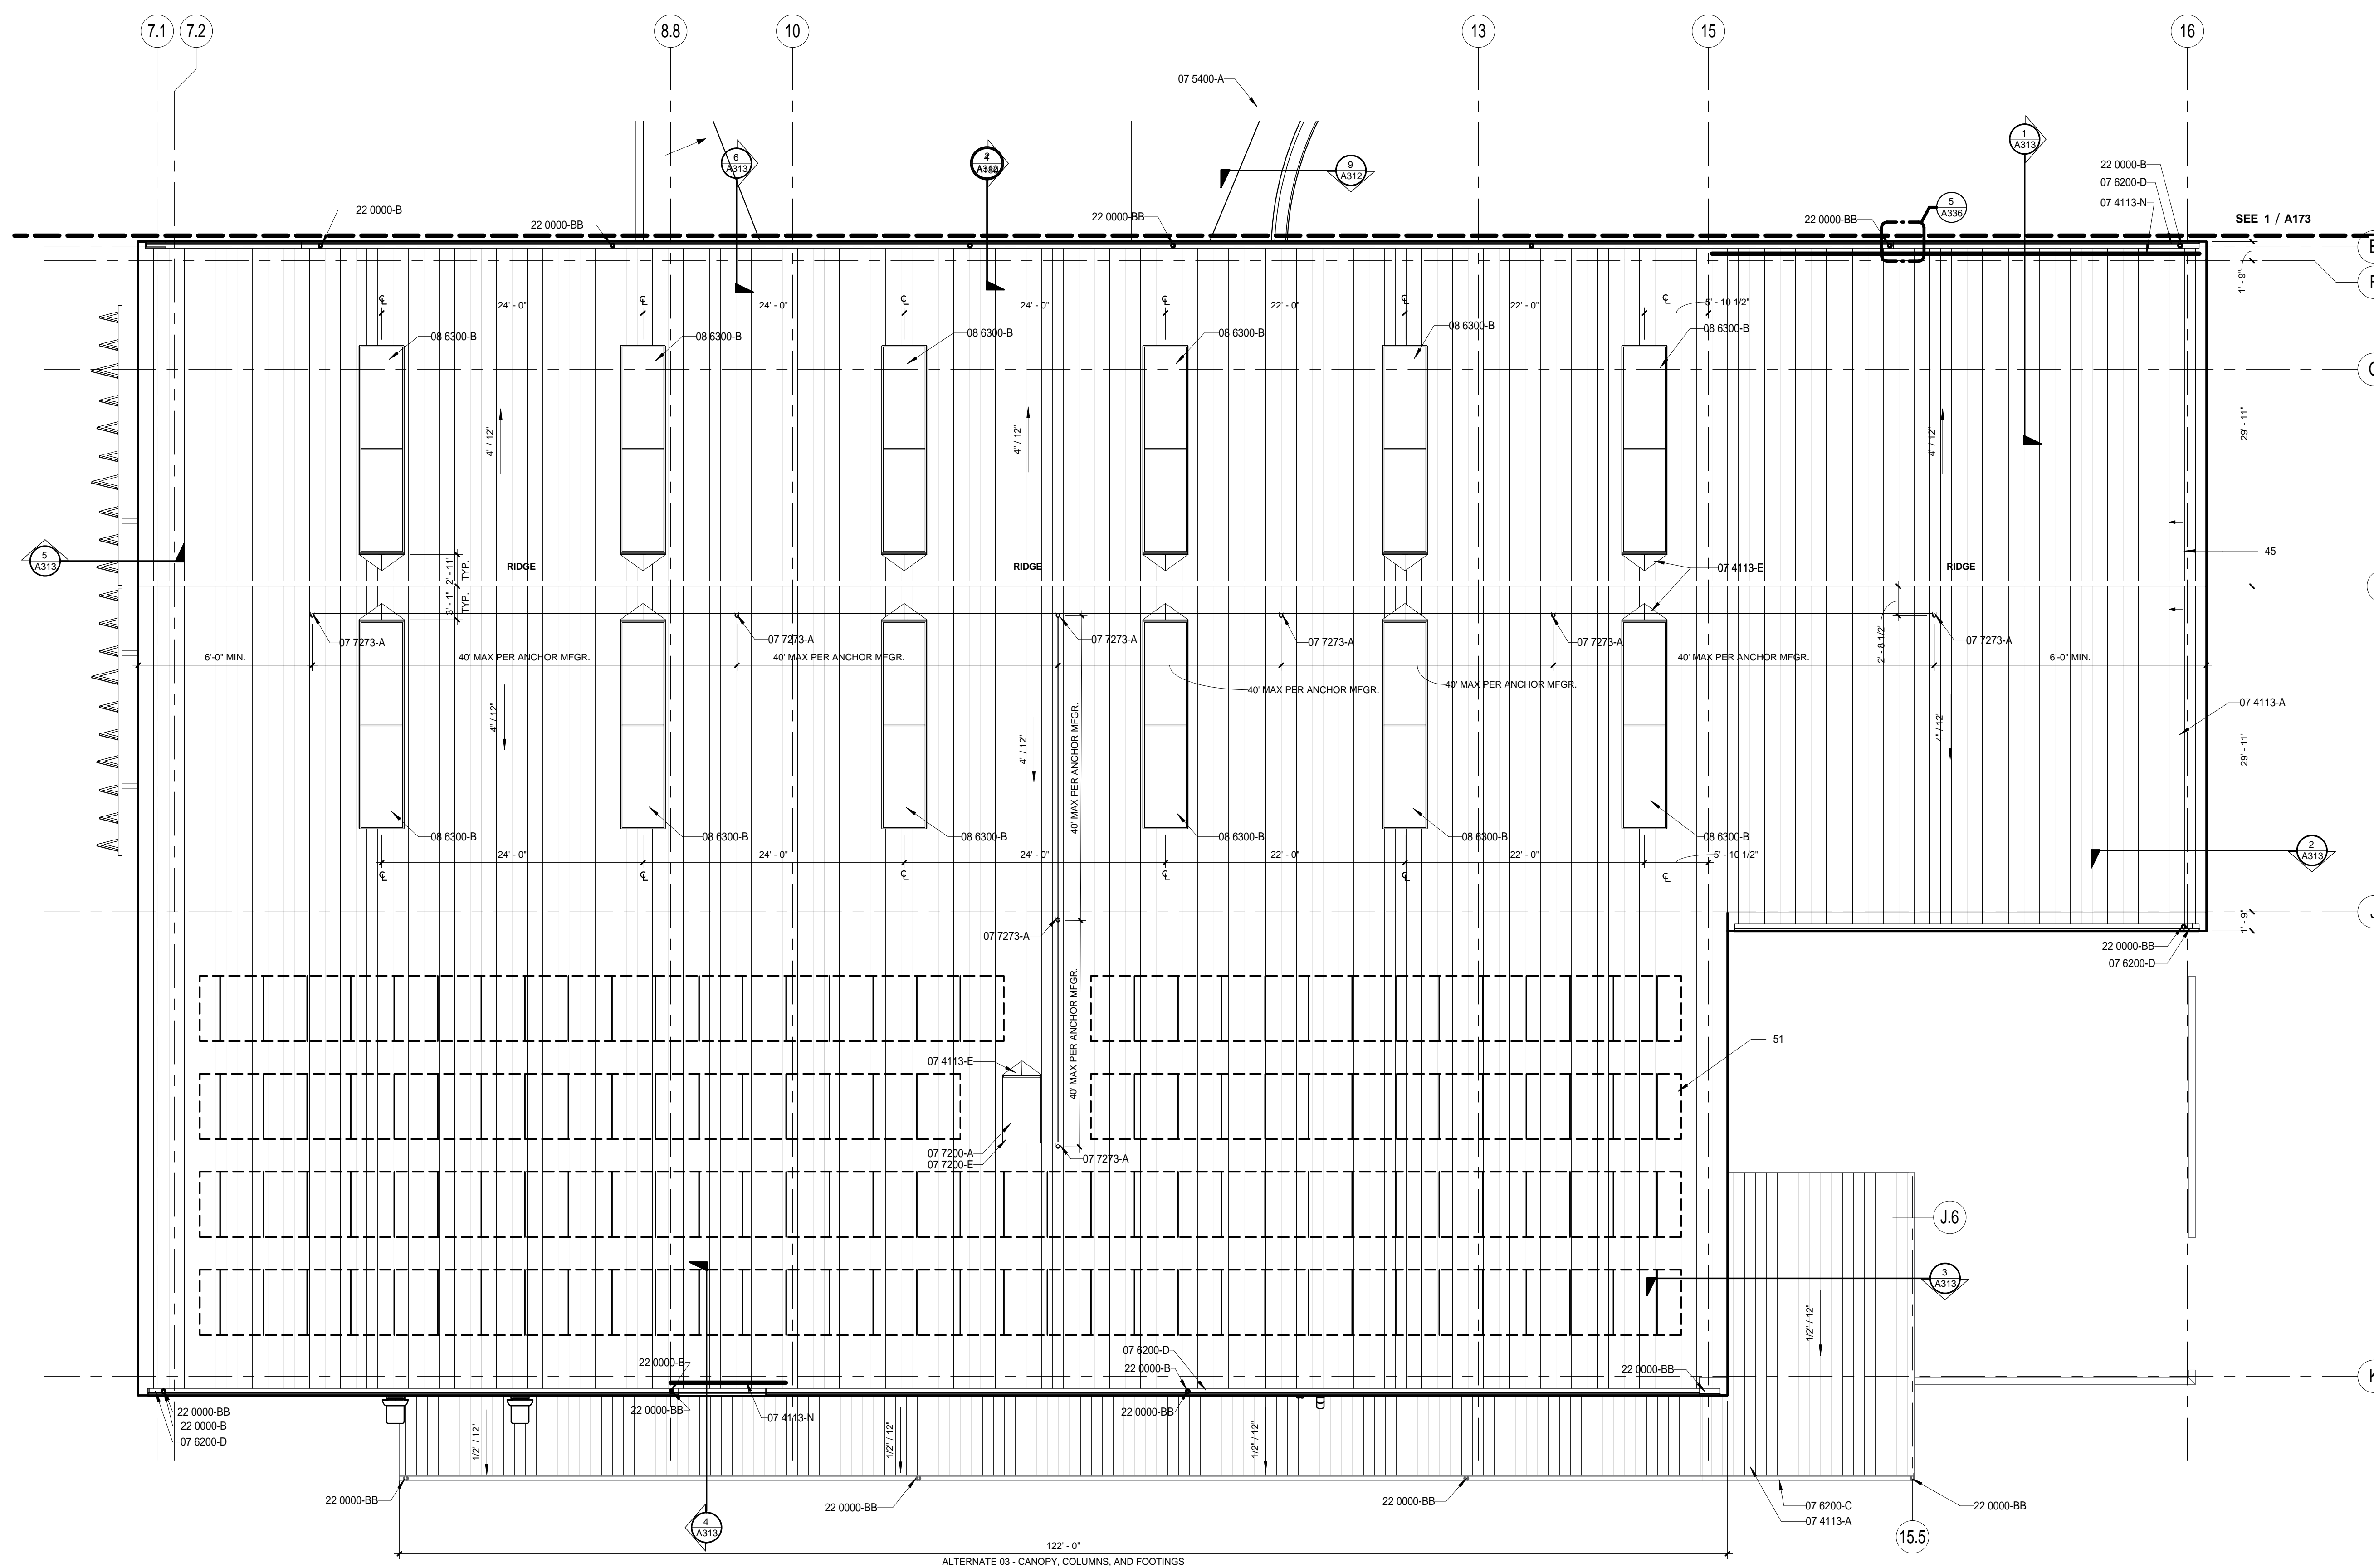 7.1
7.2
8.8
10
13
15
16
07 5400-A
6
A313
A312
9
A312
1
A313
22 0000-B
07 6200-D
07 4113-N
5
A336
SEE 1 / A173
22 0000-B
22 0000-BB
22 0000-BB
22 0000-BB
1' - 9"
24' - 0"
24' - 0"
24' - 0"
22' - 0"
22' - 0"
5' - 10 1/2"
08 6300-B
08 6300-B
08 6300-B
08 6300-B
08 6300-B
08 6300-B
4" / 12"
4" / 12"
4" / 12"
29' - 11"
5
A313
2' - 11"
TYP.
RIDGE
RIDGE
RIDGE
07 4113-E
45
3' - 1"
TYP.
07 7273-A
07 7273-A
07 7273-A
07 7273-A
07 7273-A
07 7273-A
2' - 8 1/2"
6'-0" MIN.
40' MAX PER ANCHOR MFGR.
40' MAX PER ANCHOR MFGR.
40' MAX PER ANCHOR MFGR.
40' MAX PER ANCHOR MFGR.
40' MAX PER ANCHOR MFGR.
6'-0" MIN.
07 4113-A
4" / 12"
4" / 12"
40' MAX PER ANCHOR MFGR.
4" / 12"
29' - 11"
08 6300-B
08 6300-B
08 6300-B
08 6300-B
08 6300-B
08 6300-B
24' - 0"
24' - 0"
24' - 0"
22' - 0"
22' - 0"
5' - 10 1/2"
2
A313
07 7273-A
1' - 9"
22 0000-BB
07 6200-D
40' MAX PER ANCHOR MFGR.
51
07 4113-E
07 7200-A
07 7200-E
07 7273-A
J.6
3
A313
1/2" / 12"
07 6200-D
22 0000-B
22 0000-B
22 0000-BB
K
22 0000-BB
22 0000-B
07 6200-D
22 0000-BB
07 4113-N
22 0000-BB
1/2" / 12"
1/2" / 12"
1/2" / 12"
22 0000-BB
22 0000-BB
22 0000-BB
07 6200-C
22 0000-BB
07 4113-A
4
A313
15.5
122' - 0"
ALTERNATE 03 - CANOPY, COLUMNS, AND FOOTINGS